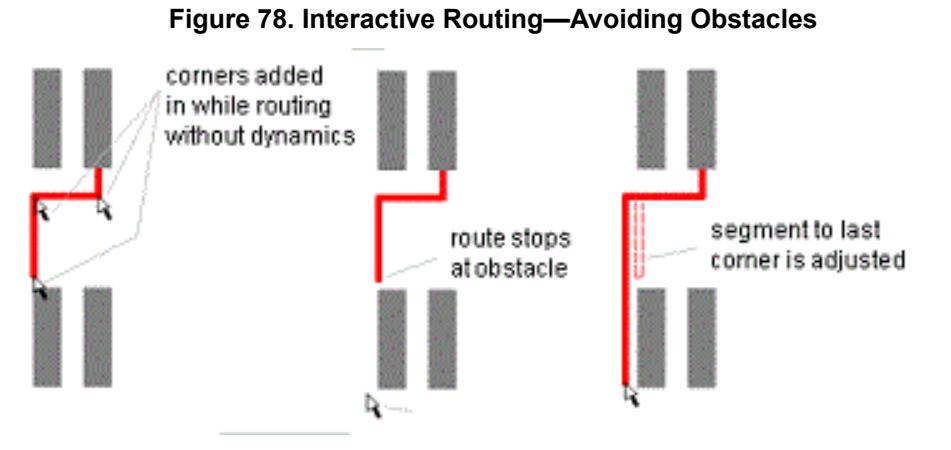 Figure 78. Interactive Routing—Avoiding Obstacles
corners added
in while routing
without dynamics
route stops
at obstacle
segment to last
corner is adjusted